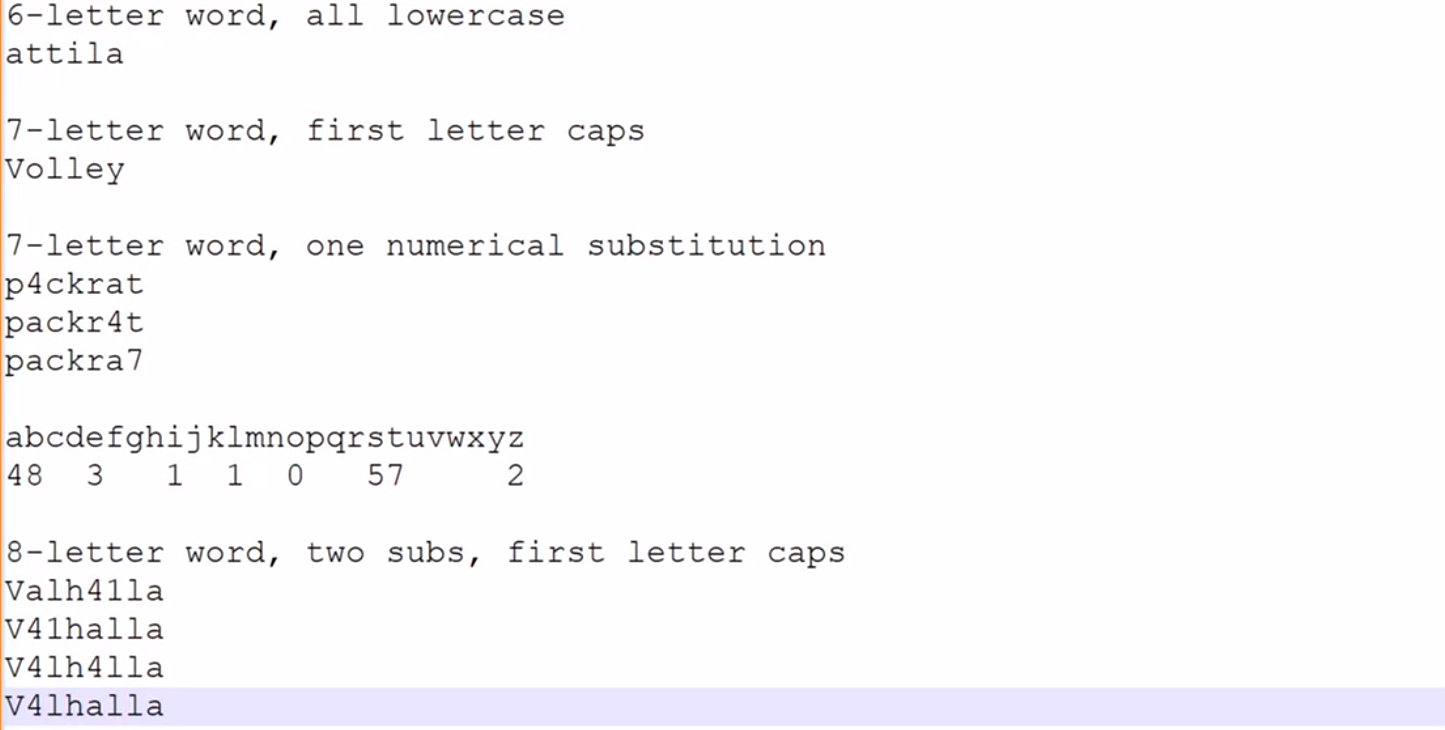 6-letter word, all lowercase
attila
7-letter word, first letter caps
Volley
7-letter word, one numerical substitution
p4ckrat
packr4t
packra7
abcdefghijklmnopqrstuvwxyz
48  3   1  1  0   57     2
8-letter word, two subs, first letter caps
Valh41la
V41halla
V4lh4lla
V4lhalla